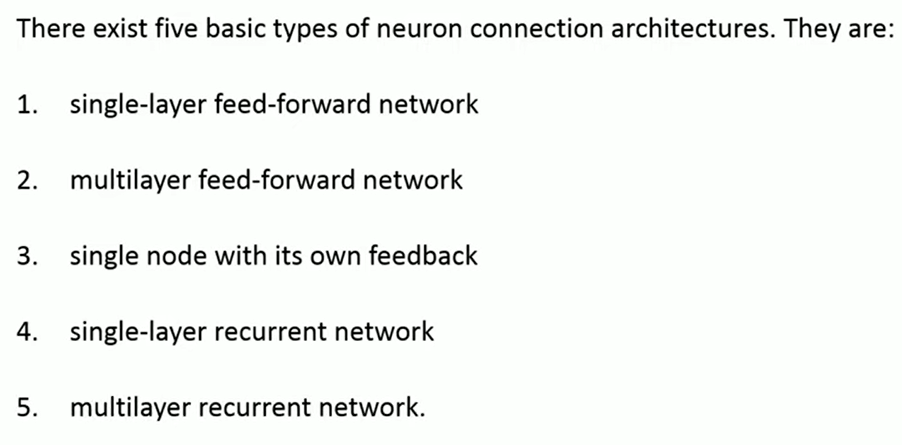 There exist five basic types of neuron connection architectures. They are:
1. single-layer feed-forward network
2. multilayer feed-forward network
3. single node with its own feedback
4. single-layer recurrent network
5. multilayer recurrent network.